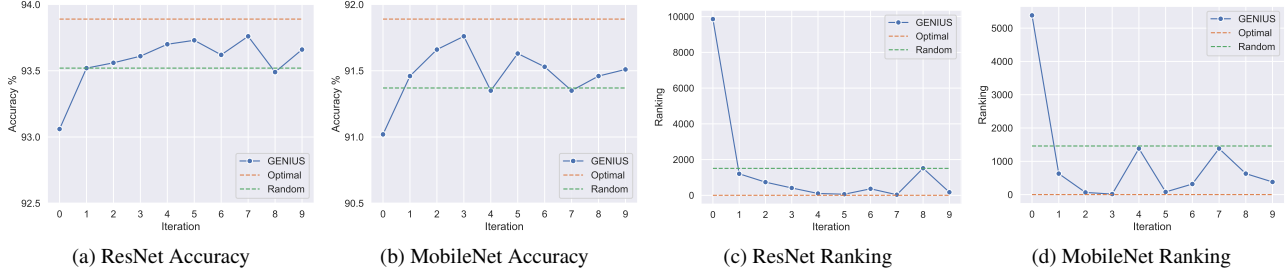 94.0
93.5
93.0
92.5
Accuracy %
0 1 2 3 4 5 6 7 8 9
Iteration
GENIUS
Optimal
Random
(a) ResNet Accuracy
92.0
91.5
91.0
90.5
Accuracy %
0 1 2 3 4 5 6 7 8 9
Iteration
GENIUS
Optimal
Random
(b) MobileNet Accuracy
10000
8000
6000
4000
2000
0
Ranking
0 1 2 3 4 5 6 7 8 9
Iteration
GENIUS
Optimal
Random
(c) ResNet Ranking
5000
4000
3000
2000
1000
0
Ranking
0 1 2 3 4 5 6 7 8 9
Iteration
GENIUS
Optimal
Random
(d) MobileNet Ranking